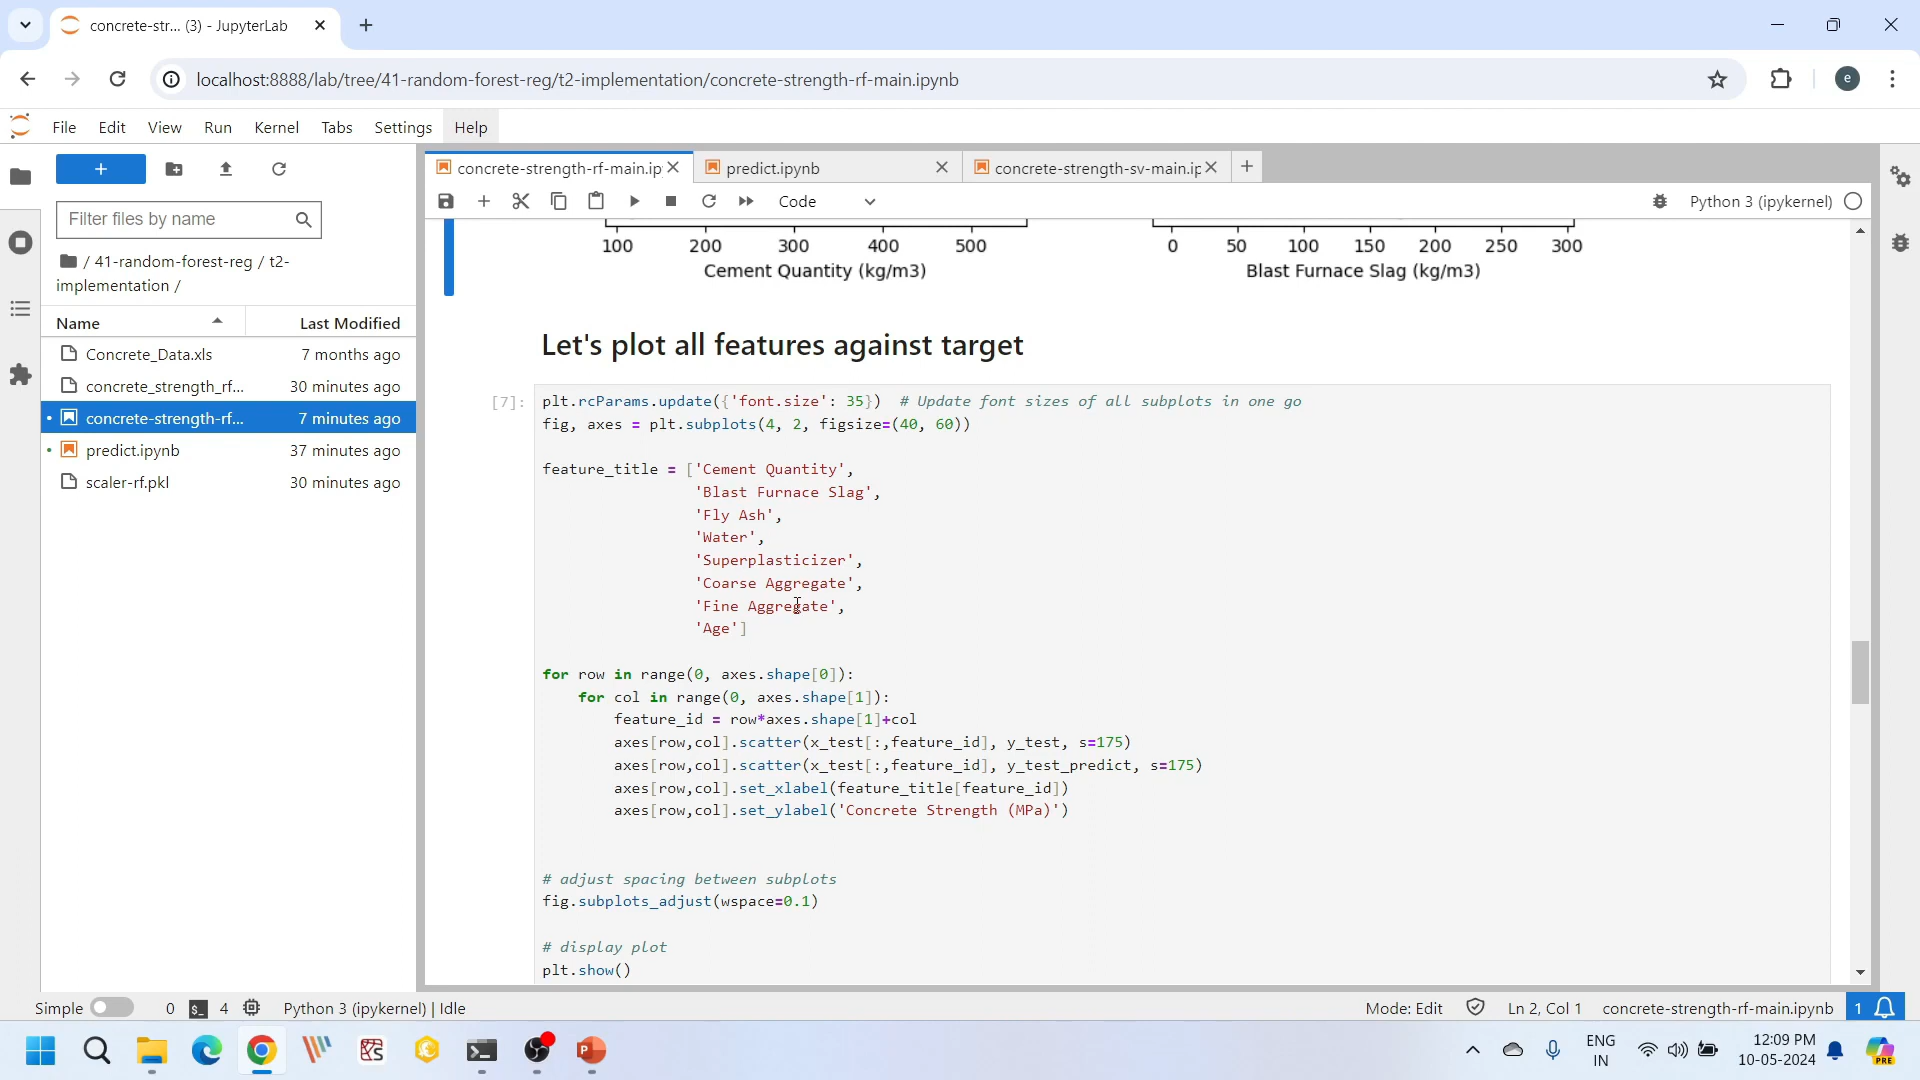 concrete-str... (3) - JupyterLab
localhost:8888/lab/tree/41-random-forest-reg/t2-implementation/concrete-strength-rf-main.ipynb
e
File Edit View Run Kernel Tabs Settings Help
Filter files by name
/ 41-random-forest-reg / t2-
implementation /
Name Last Modified
Concrete_Data.xls 7 months ago
concrete_strength_rf... 30 minutes ago
concrete-strength-rf... 7 minutes ago
predict.ipynb 37 minutes ago
scaler-rf.pkl 30 minutes ago
concrete-strength-rf-main.ip predict.ipynb concrete-strength-sv-main.ip
Code Python 3 (ipykernel)
100 200 300 400 500 0 50 100 150 200 250 300
Cement Quantity (kg/m3) Blast Furnace Slag (kg/m3)
Let's plot all features against target
[7]: plt.rcParams.update({'font.size': 35}) # Update font sizes of all subplots in one go
fig, axes = plt.subplots(4, 2, figsize=(40, 60))
feature_title = ['Cement Quantity',
'Blast Furnace Slag',
'Fly Ash',
'Water',
'Superplasticizer',
'Coarse Aggregate',
'Fine Aggregate',
'Age']
for row in range(0, axes.shape[0]):
for col in range(0, axes.shape[1]):
feature_id = row*axes.shape[1]+col
axes[row,col].scatter(x_test[:,feature_id], y_test, s=175)
axes[row,col].scatter(x_test[:,feature_id], y_test_predict, s=175)
axes[row,col].set_xlabel(feature_title[feature_id])
axes[row,col].set_ylabel('Concrete Strength (MPa)')
# adjust spacing between subplots
fig.subplots_adjust(wspace=0.1)
# display plot
plt.show()
Simple 0 4 Python 3 (ipykernel) | Idle Mode: Edit Ln 2, Col 1 concrete-strength-rf-main.ipynb 1
ENG
IN
12:09 PM
10-05-2024
PRE